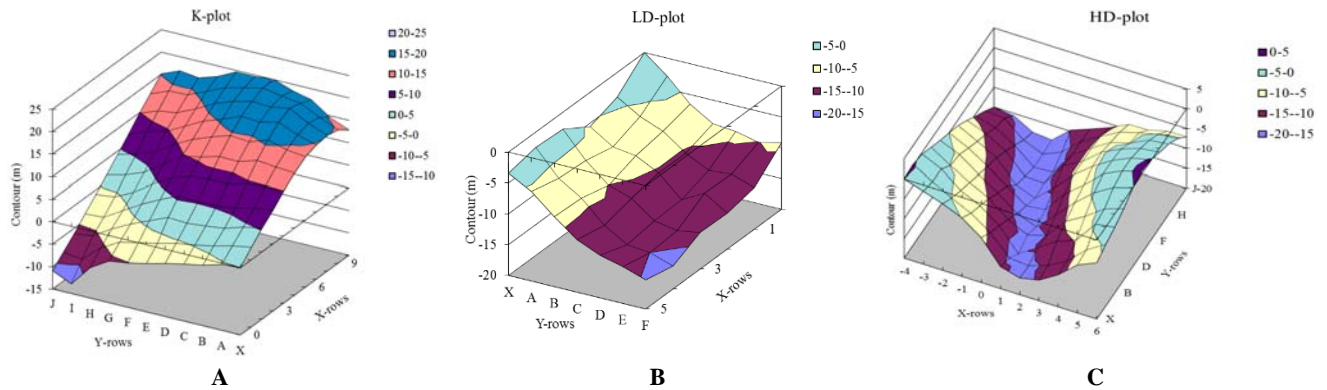 K-plot
20-25
15-20
10-15
5-10
0-5
-5-0
-10--5
-15--10
Contour (m)
25
20
15
10
5
0
-5
-10
-15
J I H G F E D C B A X
Y-rows
0 3 6 9
X-rows
A
LD-plot
-5-0
-10--5
-15--10
-20--15
Contour (m)
0
-5
-10
-15
-20
X A B C D E F
Y-rows
5 3 1
X-rows
B
HD-plot
0-5
-5-0
-10--5
-15--10
-20--15
Contour (m)
5
0
-5
-10
-15
-20
-4 -3 -2 -1 0 1 2 3 4 5 6
X-rows
X B D F H J
Y-rows
C